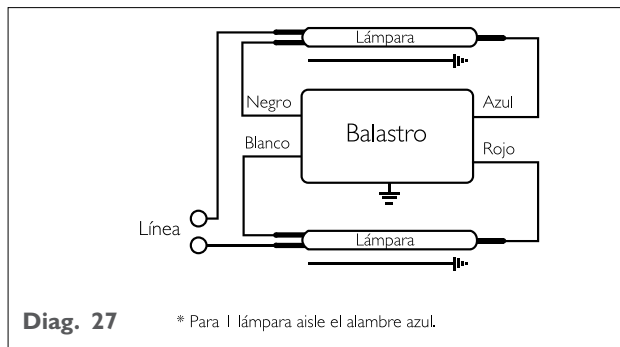 Lámpara
Negro
Azul
Balastro
Blanco
Rojo
Línea
Lámpara
Diag. 27
* Para 1 lámpara aisle el alambre azul.